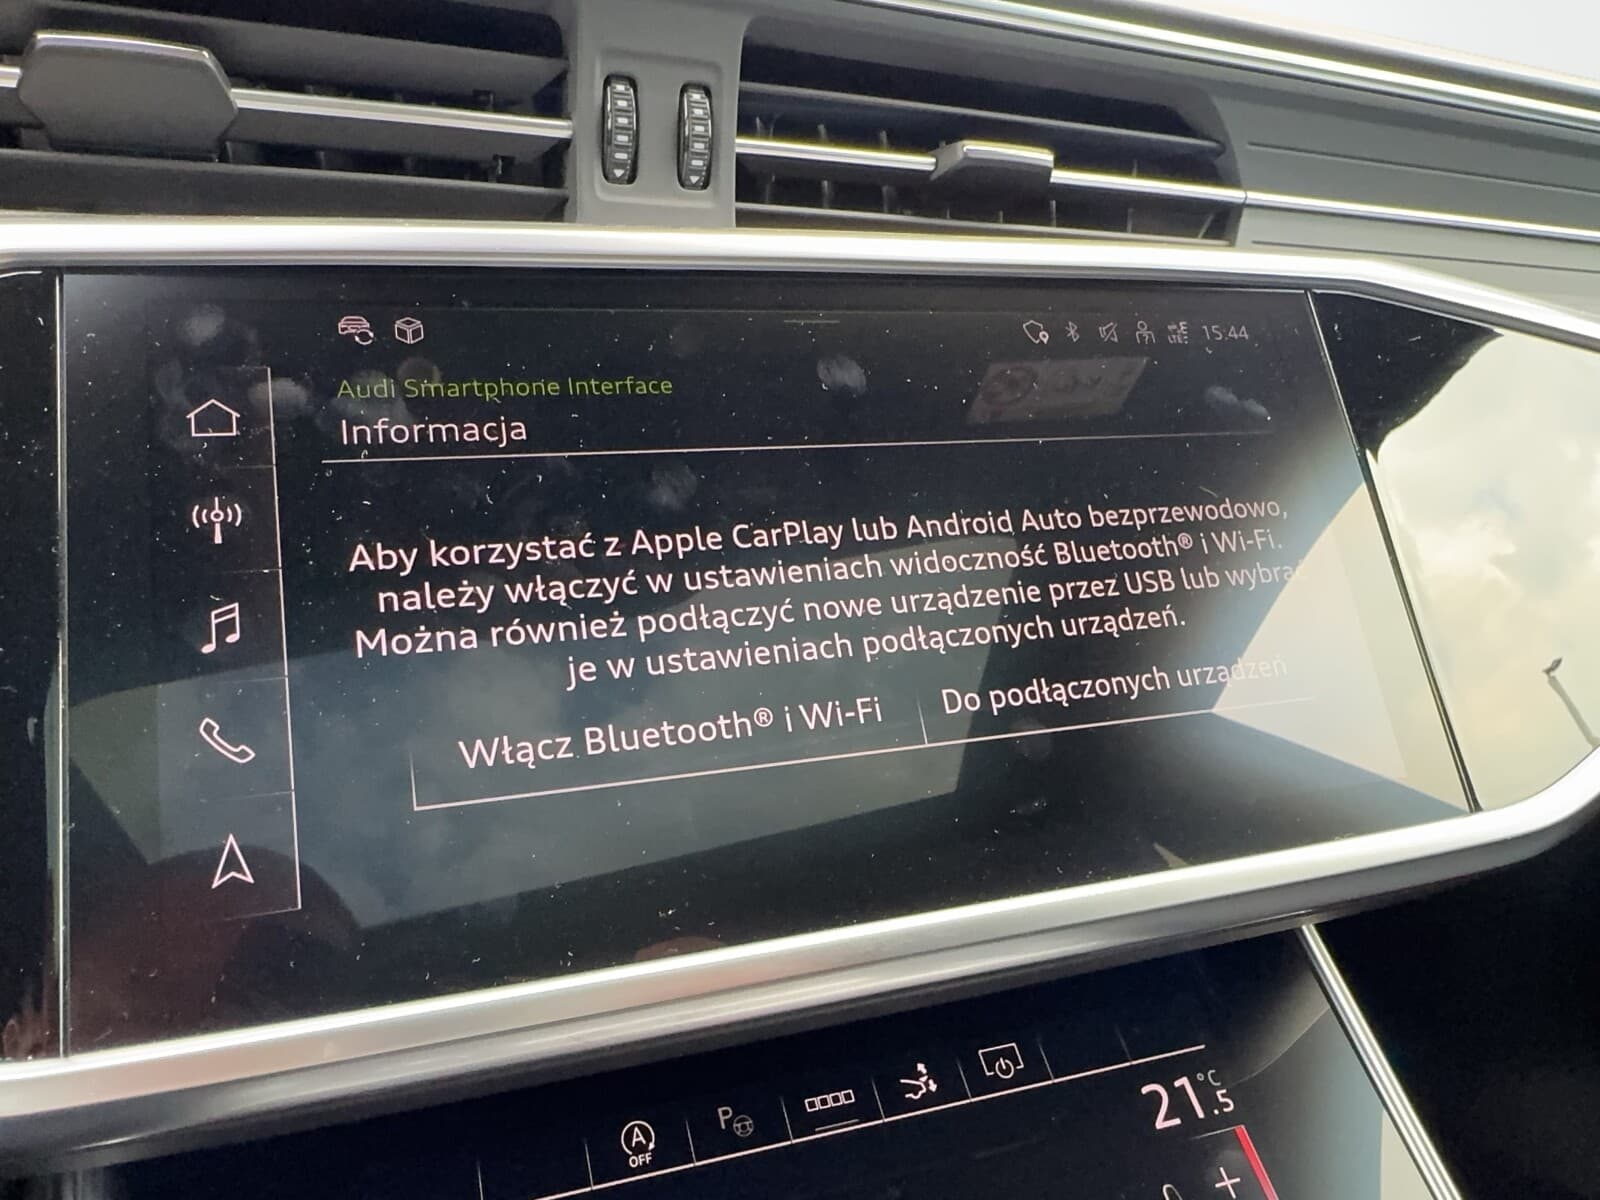 15:44
Audi Smartphone Interface
Informacja
Aby korzystać z Apple CarPlay lub Android Auto bezprzewodowo,
należy włączyć w ustawieniach widoczność Bluetooth® i Wi-Fi.
Można również podłączyć nowe urządzenie przez USB lub wybrać
je w ustawieniach podłączonych urządzeń.
Włącz Bluetooth® i Wi-Fi
Do podłączonych urządzeń
A
OFF
P
21.5 °C
+